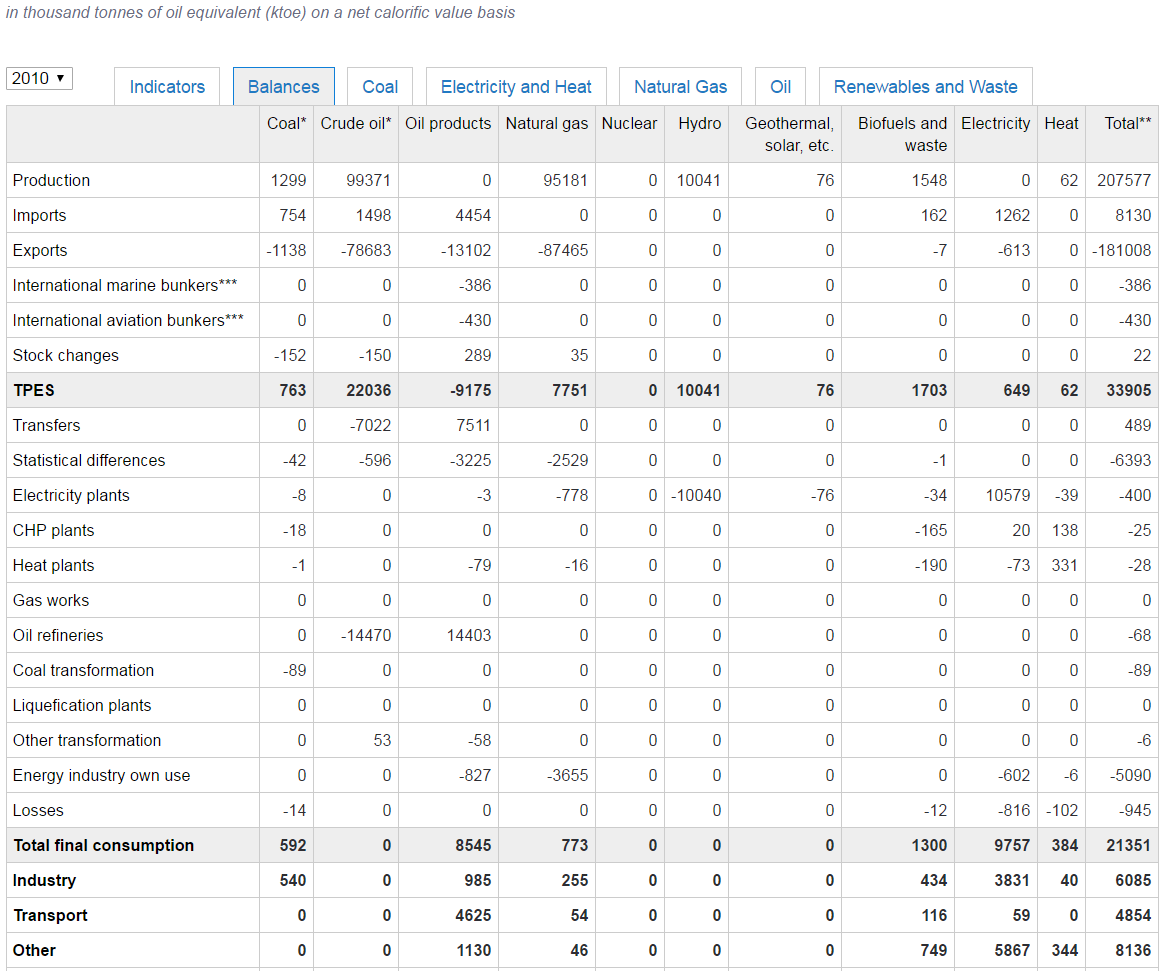 in thousand tonnes of oil equivalent (ktoe) on a net calorific value basis
2010 ▼ Indicators Balances Coal Electricity and Heat Natural Gas Oil Renewables and Waste
Coal* Crude oil* Oil products Natural gas Nuclear Hydro Geothermal, Biofuels and Electricity Heat Total**
solar, etc. waste
Production 1299 99371 0 95181 0 10041 76 1548 0 62 207577
Imports 754 1498 4454 0 0 0 0 162 1262 0 8130
Exports -1138 -78683 -13102 -87465 0 0 0 -7 -613 0 -181008
International marine bunkers*** 0 0 -386 0 0 0 0 0 0 0 -386
International aviation bunkers*** 0 0 -430 0 0 0 0 0 0 0 -430
Stock changes -152 -150 289 35 0 0 0 0 0 0 22
TPES 763 22036 -9175 7751 0 10041 76 1703 649 62 33905
Transfers 0 -7022 7511 0 0 0 0 0 0 0 489
Statistical differences -42 -596 -3225 -2529 0 0 0 -1 0 0 -6393
Electricity plants -8 0 -3 -778 0 -10040 -76 -34 10579 -39 -400
CHP plants -18 0 0 0 0 0 0 -165 20 138 -25
Heat plants -1 0 -79 -16 0 0 0 -190 -73 331 -28
Gas works 0 0 0 0 0 0 0 0 0 0 0
Oil refineries 0 -14470 14403 0 0 0 0 0 0 0 -68
Coal transformation -89 0 0 0 0 0 0 0 0 0 -89
Liquefication plants 0 0 0 0 0 0 0 0 0 0 0
Other transformation 0 53 -58 0 0 0 0 0 0 0 -6
Energy industry own use 0 0 -827 -3655 0 0 0 0 -602 -6 -5090
Losses -14 0 0 0 0 0 0 -12 -816 -102 -945
Total final consumption 592 0 8545 773 0 0 0 1300 9757 384 21351
Industry 540 0 985 255 0 0 0 434 3831 40 6085
Transport 0 0 4625 54 0 0 0 116 59 0 4854
Other 0 0 1130 46 0 0 0 749 5867 344 8136